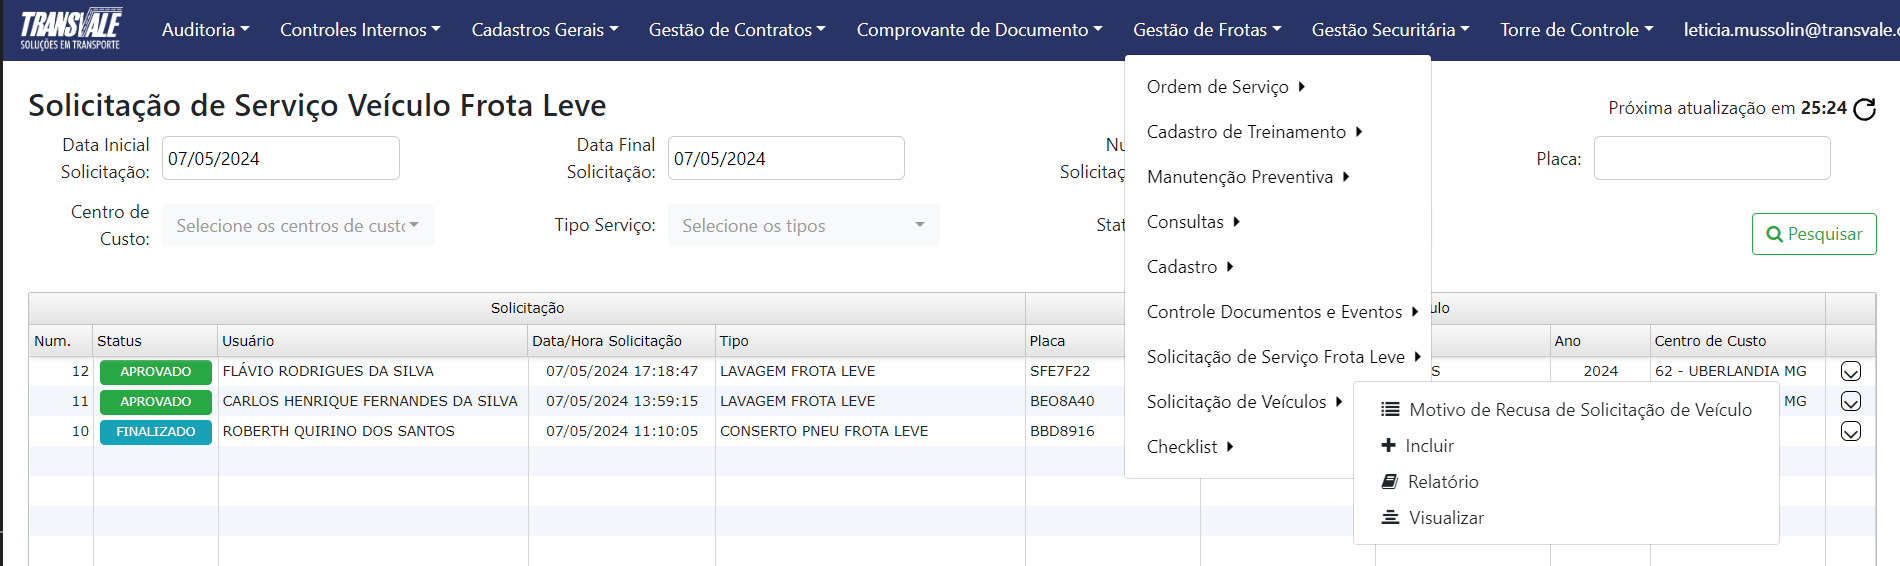 TRANSVALE
SOLUÇÕES EM TRANSPORTE
Auditoria Controles Internos Cadastros Gerais Gestão de Contratos Comprovante de Documento Gestão de Frotas Gestão Securitária Torre de Controle leticia.mussolin@transvale.c
Solicitação de Serviço Veículo Frota Leve
Próxima atualização em 25:24
Data Inicial Solicitação: 07/05/2024
Data Final Solicitação: 07/05/2024
Nu
Solicitaç
Placa:
Centro de Custo: Selecione os centros de custo
Tipo Serviço: Selecione os tipos
Stat
Pesquisar
Ordem de Serviço
Cadastro de Treinamento
Manutenção Preventiva
Consultas
Cadastro
Controle Documentos e Eventos
Solicitação de Serviço Frota Leve
Solicitação de Veículos
Checklist
Motivo de Recusa de Solicitação de Veículo
Incluir
Relatório
Visualizar
Solicitação ulo
Num. Status Usuário Data/Hora Solicitação Tipo Placa Ano Centro de Custo
12 APROVADO FLÁVIO RODRIGUES DA SILVA 07/05/2024 17:18:47 LAVAGEM FROTA LEVE SFE7F22 S 2024 62 - UBERLANDIA MG
11 APROVADO CARLOS HENRIQUE FERNANDES DA SILVA 07/05/2024 13:59:15 LAVAGEM FROTA LEVE BEO8A40 MG
10 FINALIZADO ROBERTH QUIRINO DOS SANTOS 07/05/2024 11:10:05 CONSERTO PNEU FROTA LEVE BBD8916